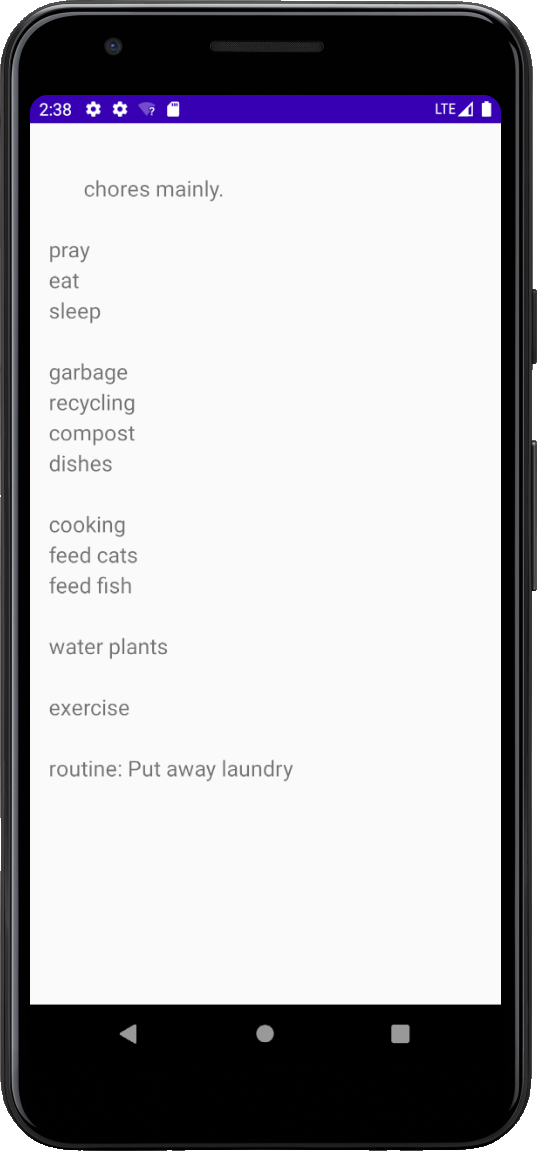 2:38 LTE
chores mainly.
pray
eat
sleep
garbage
recycling
compost
dishes
cooking
feed cats
feed fish
water plants
exercise
routine: Put away laundry